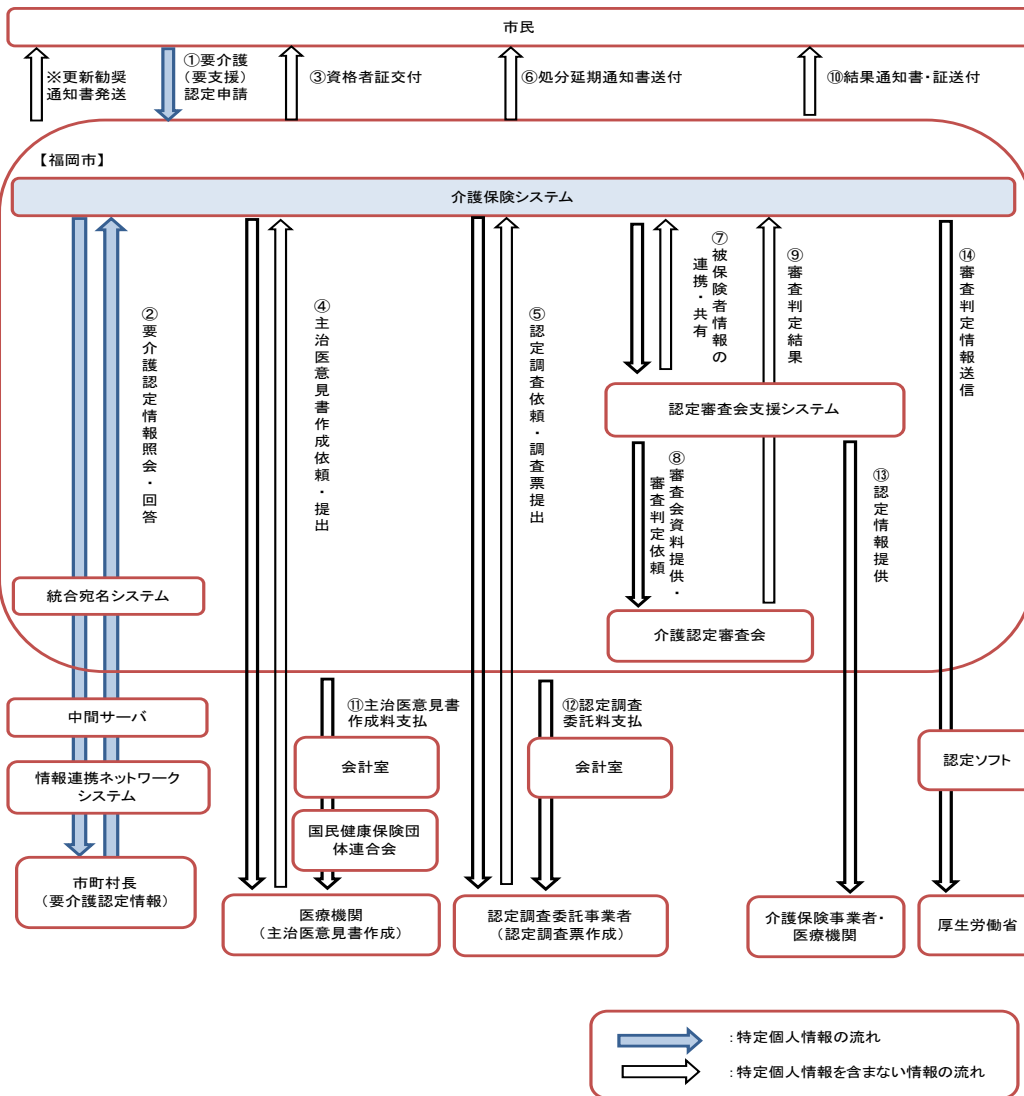 市民
※更新勧奨
通知書発送
①要介護
(要支援)
認定申請
③資格者証交付
⑥処分延期通知書送付
⑩結果通知書・証送付
【福岡市】
介護保険システム
②要介護認定情報照会・回答
④主治医意見書作成依頼・提出
⑤認定調査依頼・調査票提出
⑦被保険者情報の
連携・共有
⑨審査判定結果
⑭審査判定情報送信
認定審査会支援システム
⑧審査会資料提供・
審査判定依頼
⑬認定情報提供
統合宛名システム
介護認定審査会
中間サーバ
⑪主治医意見書
作成料支払
⑫認定調査
委託料支払
情報連携ネットワーク
システム
会計室
会計室
認定ソフト
国民健康保険団
体連合会
市町村長
(要介護認定情報)
医療機関
(主治医意見書作成)
認定調査委託事業者
(認定調査票作成)
介護保険事業者・
医療機関
厚生労働省
:特定個人情報の流れ
:特定個人情報を含まない情報の流れ